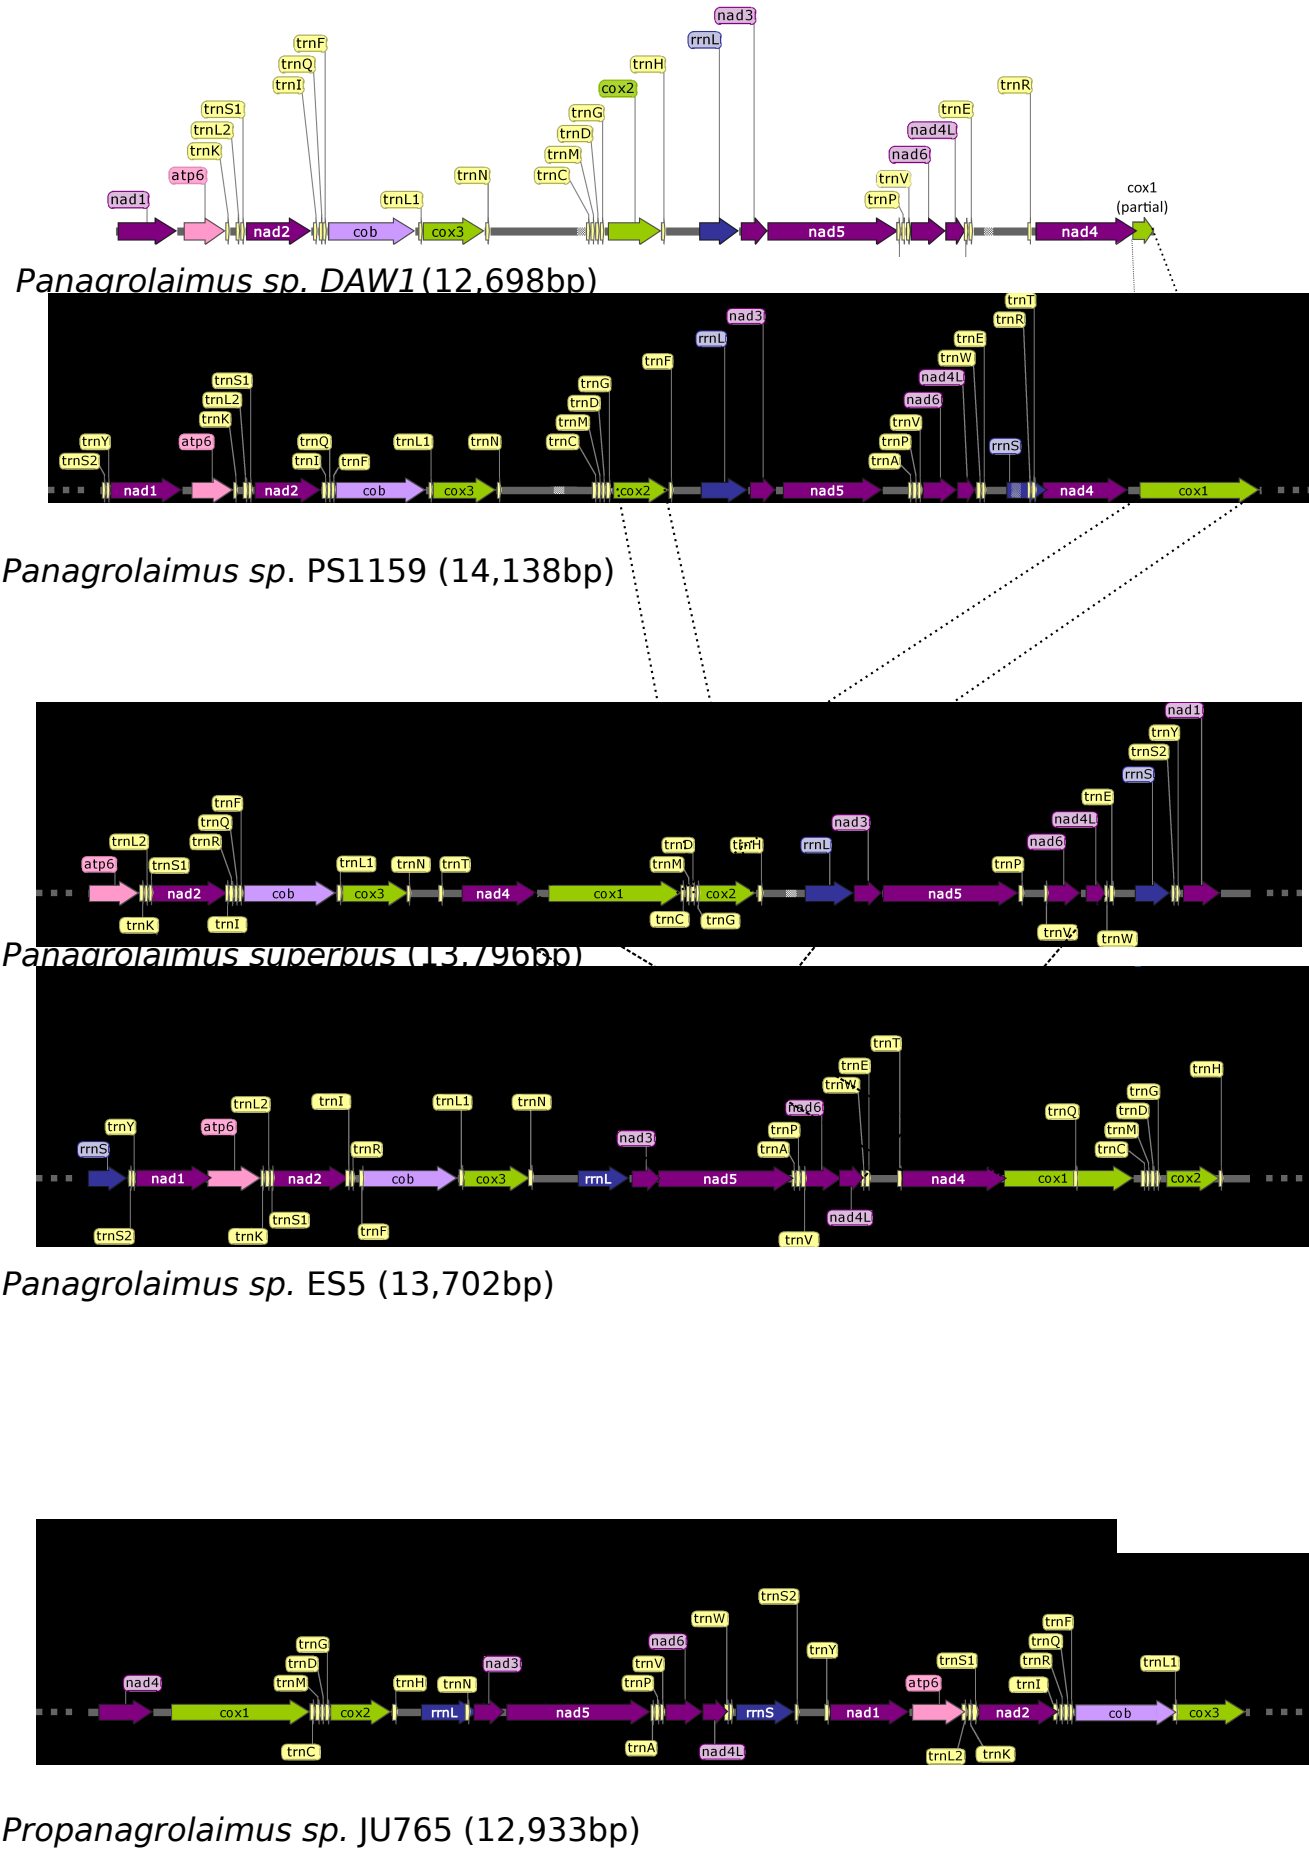 nad3
rrnL
trnF
trnQ
trnH
trnI
trnR
cox2
trnS1
trnG
trnE
trnL2
trnD
nad4L
trnK
trnM
nad6
atp6
trnN
trnC
trnV
cox1
(partial)
nad1
trnL1
trnP
nad2
cob
cox3
nad5
nad4
Panagrolaimus sp. DAW1 (12,698bp)
trnT
nad3
trnR
rrnL
trnE
trnF
trnW
trnS1
trnG
nad4L
trnL2
trnD
nad6
trnK
trnM
trnV
trnY
atp6
trnQ
trnL1
trnN
trnC
trnP
rrnS
trnS2
trnI
trnF
trnA
nad1
nad2
cob
cox3
cox2
nad5
nad4
cox1
Panagrolaimus sp. PS1159 (14,138bp)
nad1
trnY
trnS2
rrnS
trnF
trnE
trnQ
nad3
nad4L
trnL2
trnR
trnD
trnH
rrnL
nad6
atp6
trnS1
trnL1
trnN
trnT
trnM
trnP
nad2
cob
cox3
nad4
cox1
cox2
nad5
trnK
trnI
trnC
trnG
trnV
trnW
Panagrolaimus superbus (13,796bp)
trnT
trnE
trnH
trnW
trnG
trnL2
trnI
trnL1
trnN
nad6
trnQ
trnD
trnY
atp6
nad3
trnP
trnM
rrnS
trnR
trnA
trnC
nad1
nad2
cob
cox3
rrnL
nad5
nad4
cox1
cox2
trnS2
trnK
trnS1
trnF
trnV
nad4L
Panagrolaimus sp. ES5 (13,702bp)
trnS2
trnW
trnF
trnG
nad6
trnY
trnQ
trnD
nad3
trnV
trnS1
trnR
trnL1
nad4
trnM
trnH
trnN
trnP
atp6
trnI
cox1
cox2
rrnL
nad5
rrnS
nad1
nad2
cob
cox3
trnC
trnA
nad4L
trnL2
trnK
Propanagrolaimus sp. JU765 (12,933bp)